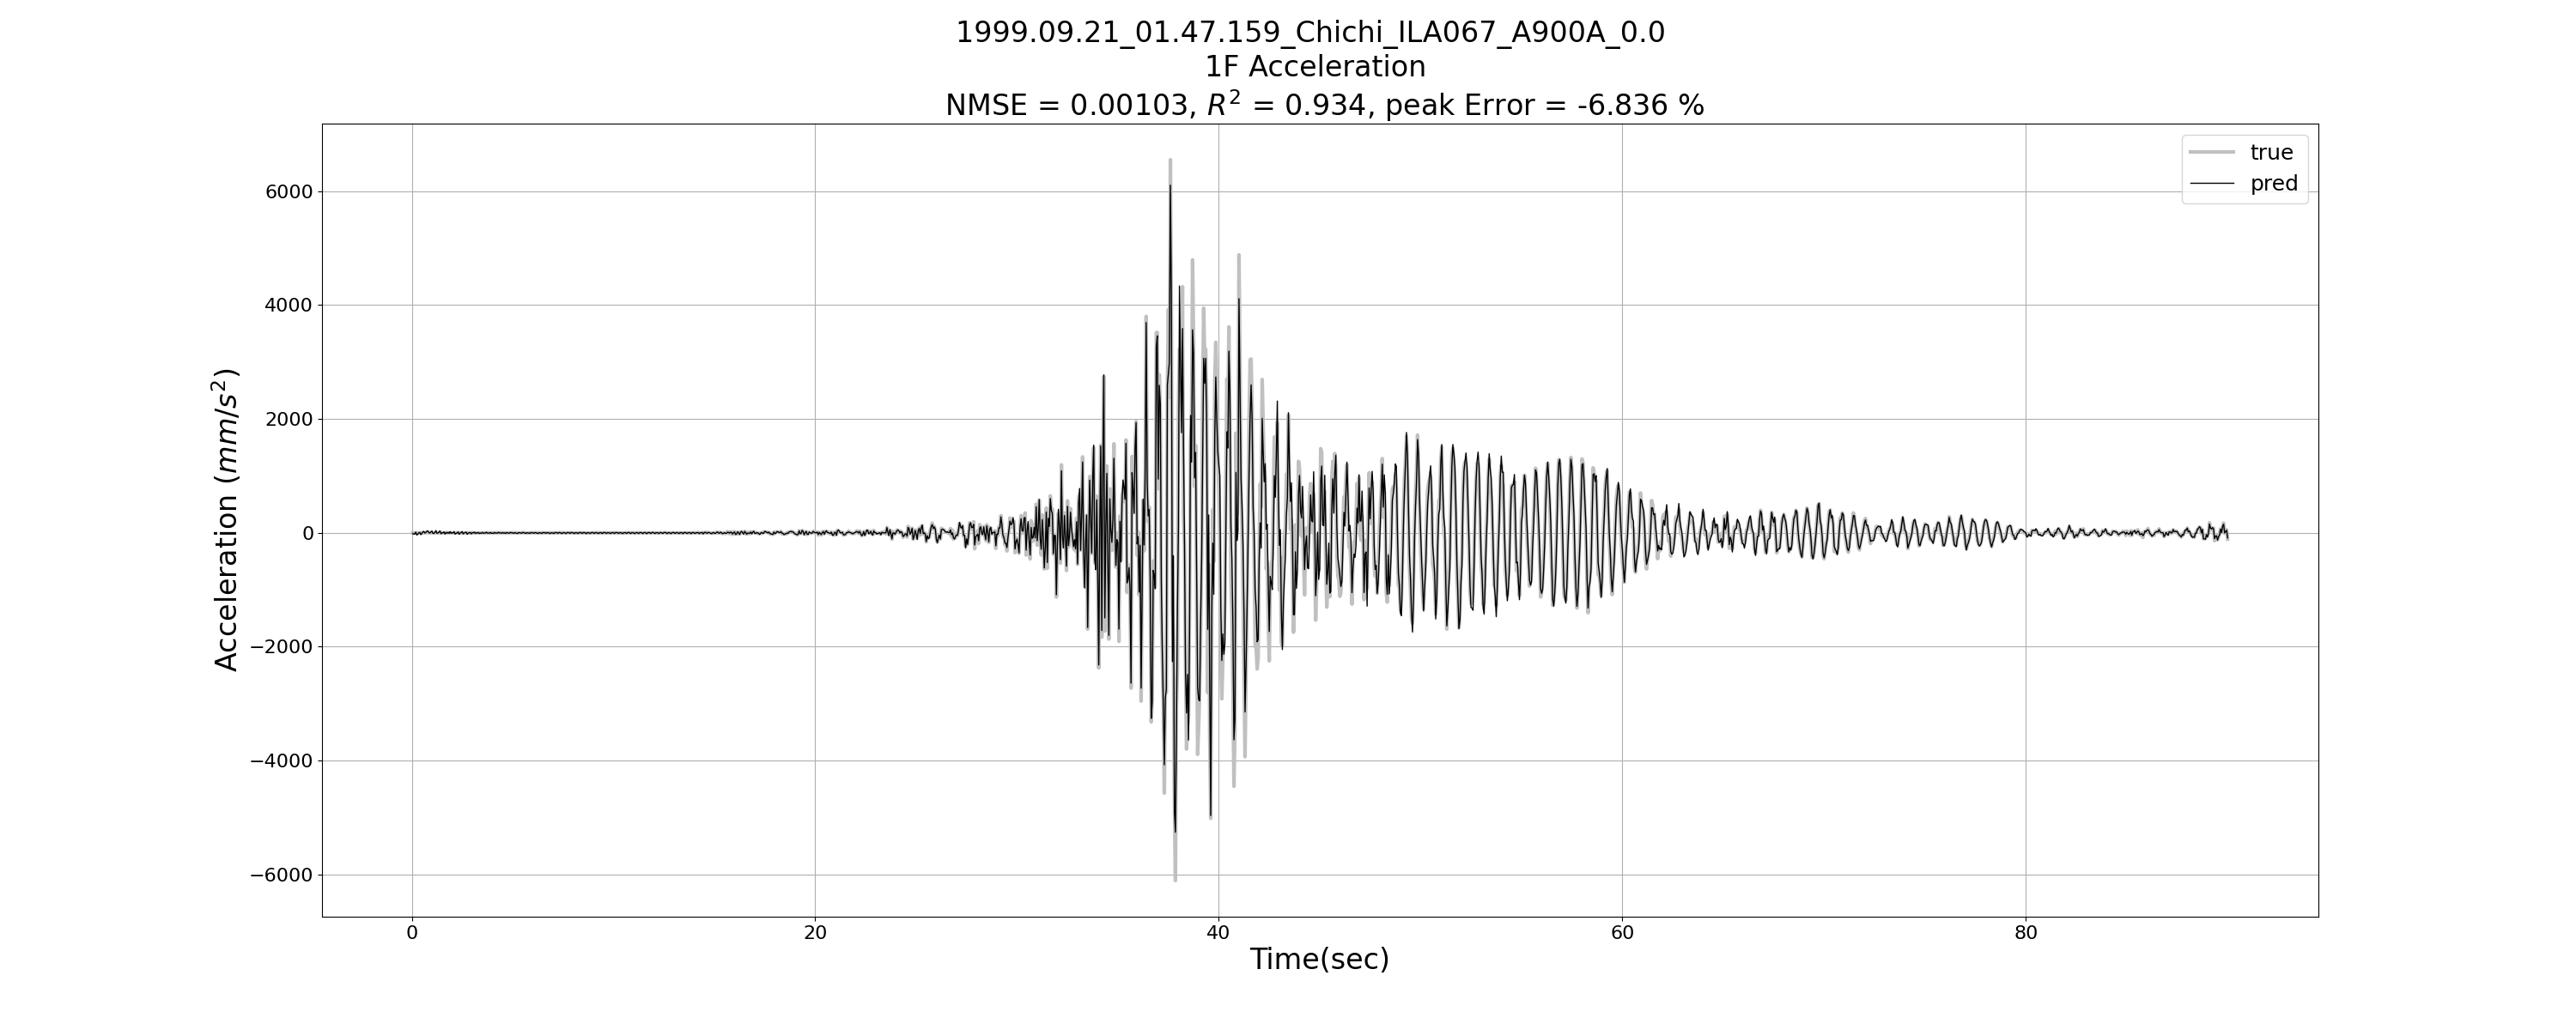 1999.09.21_01.47.159_Chichi_ILA067_A900A_0.0
1F Acceleration
NMSE = 0.00103, R² = 0.934, peak Error = -6.836 %
true
pred
6000
4000
2000
0
−2000
−4000
−6000
Acceleration (mm/s²)
0 20 40 60 80
Time(sec)